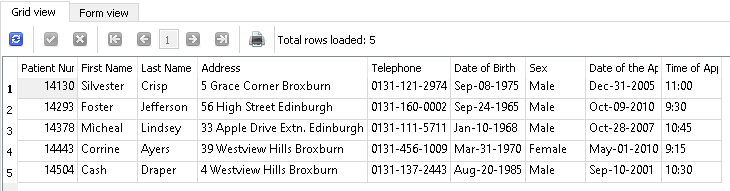 Grid view Form view
1 Total rows loaded: 5
Patient Nur First Name Last Name Address Telephone Date of Birth Sex Date of the Ap Time of App
1 14130 Silvester Crisp 5 Grace Corner Broxburn 0131-121-2974 Sep-08-1975 Male Dec-31-2005 11:00
2 14293 Foster Jefferson 56 High Street Edinburgh 0131-160-0002 Sep-24-1965 Male Oct-09-2010 9:30
3 14378 Micheal Lindsey 33 Apple Drive Extn. Edinburgh 0131-111-5711 Jan-10-1968 Male Oct-28-2007 10:45
4 14443 Corrine Ayers 39 Westview Hills Broxburn 0131-456-1009 Mar-31-1970 Female May-01-2010 9:15
5 14504 Cash Draper 4 Westview Hills Broxburn 0131-137-2443 Aug-20-1985 Male Sep-10-2001 10:30